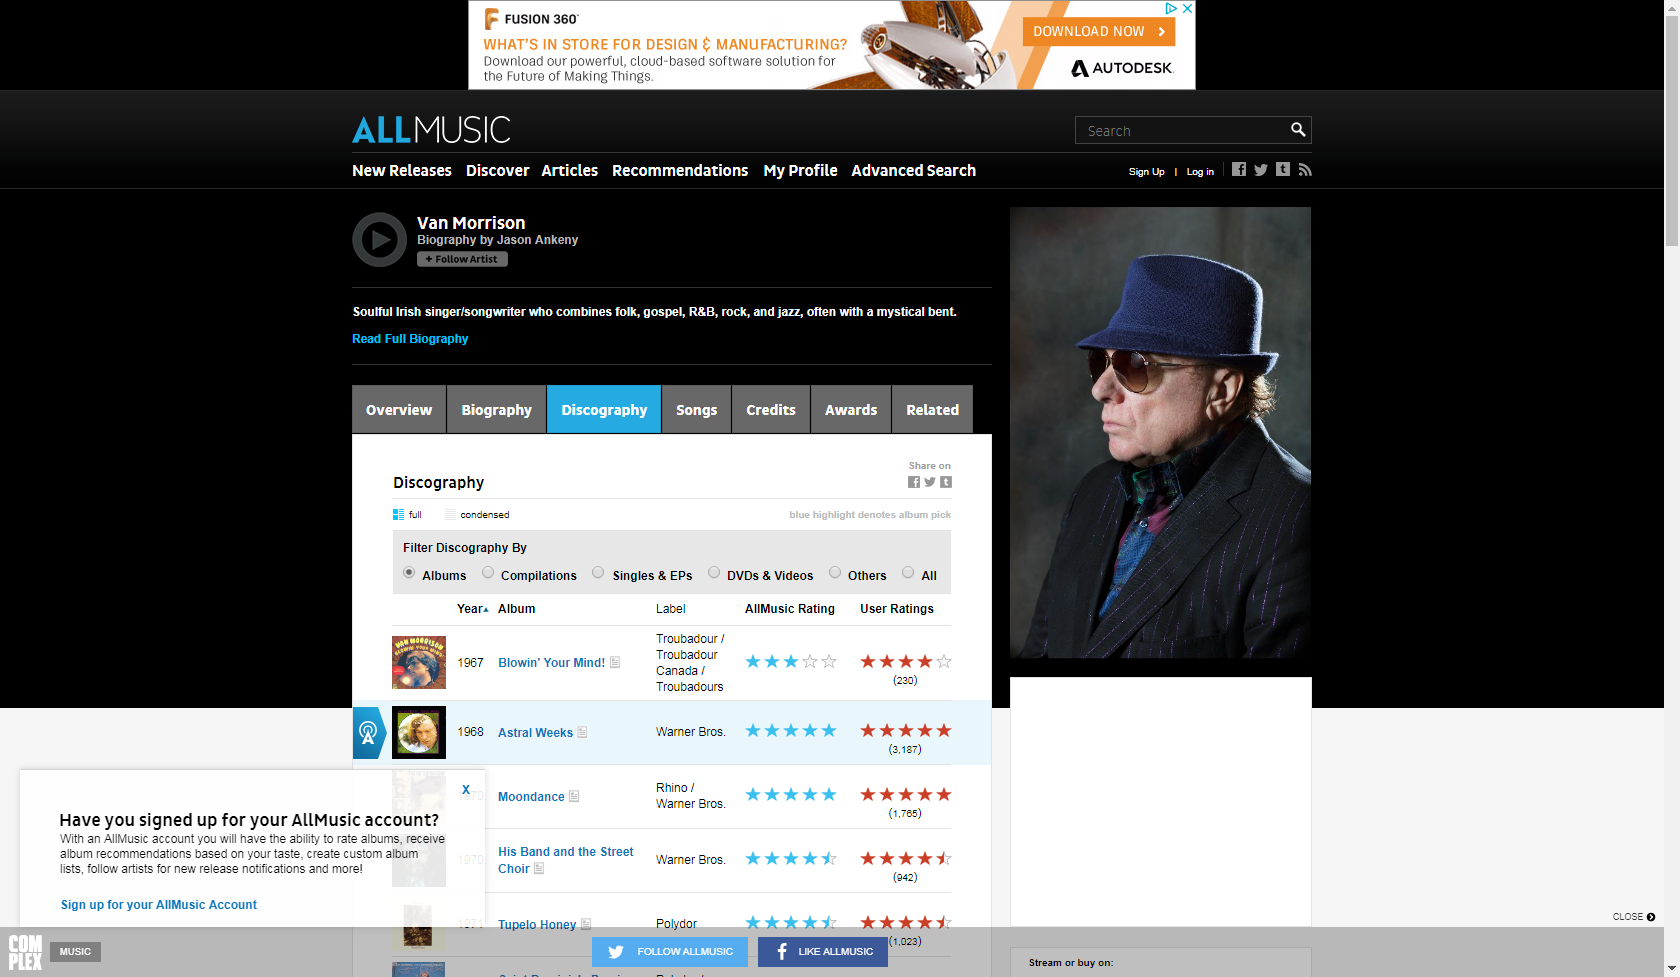 FUSION 360
WHAT'S IN STORE FOR DESIGN & MANUFACTURING?
Download our powerful, cloud-based software solution for
the Future of Making Things.
DOWNLOAD NOW
AUTODESK
ALLMUSIC
Search
New Releases Discover Articles Recommendations My Profile Advanced Search
Sign Up | Log in
Van Morrison
Biography by Jason Ankeny
+ Follow Artist
Soulful Irish singer/songwriter who combines folk, gospel, R&B, rock, and jazz, often with a mystical bent.
Read Full Biography
Overview Biography Discography Songs Credits Awards Related
Share on
Discography
full condensed blue highlight denotes album pick
Filter Discography By
Albums Compilations Singles & EPs DVDs & Videos Others All
Year Album Label AllMusic Rating User Ratings
VAN MORRISON
BLOWIN' YOUR MIND!
1967 Blowin' Your Mind!
Troubadour /
Troubadour
Canada /
Troubadours
(230)
1968 Astral Weeks Warner Bros.
(3,187)
1970 Moondance
Rhino /
Warner Bros.
(1,765)
1970
His Band and the Street
Choir
Warner Bros.
(942)
1971 Tupelo Honey Polydor
(1,023)
X
Have you signed up for your AllMusic account?
With an AllMusic account you will have the ability to rate albums, receive
album recommendations based on your taste, create custom album
lists, follow artists for new release notifications and more!
Sign up for your AllMusic Account
CLOSE
COMPLEX
MUSIC
FOLLOW ALLMUSIC
LIKE ALLMUSIC
Stream or buy on: